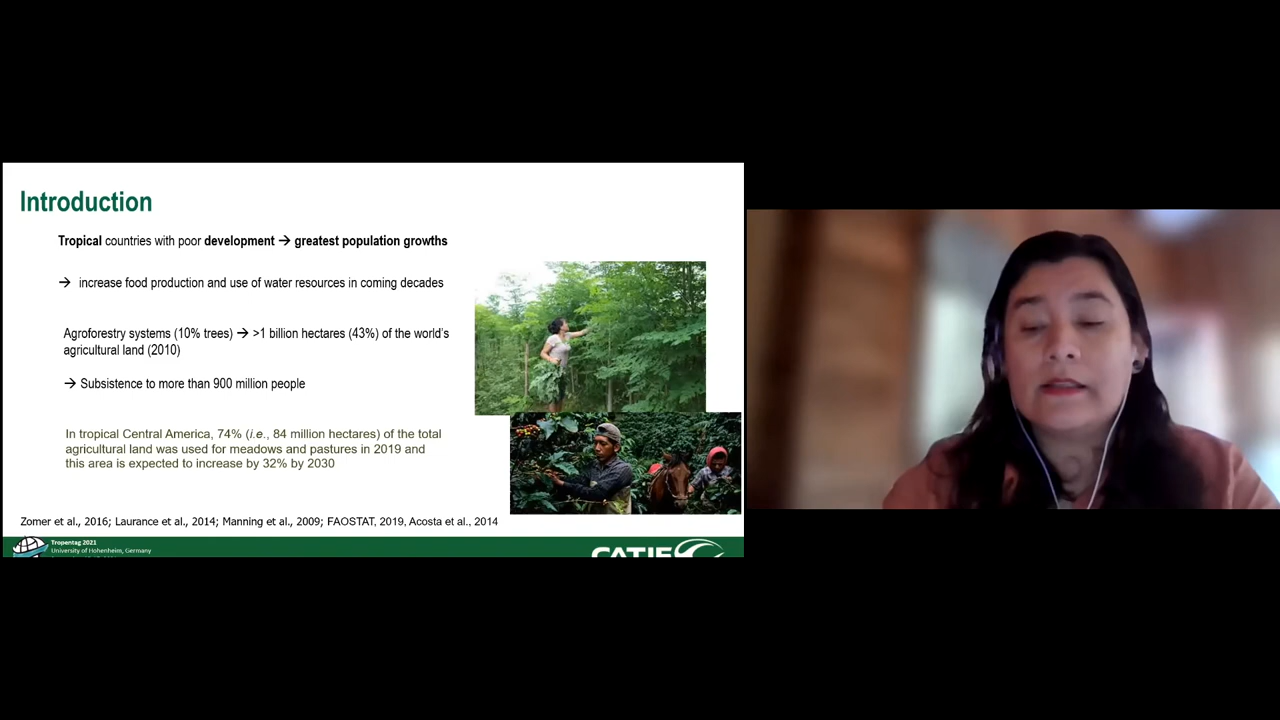 Introduction
Tropical countries with poor development → greatest population growths
→ increase food production and use of water resources in coming decades
Agroforestry systems (10% trees) → >1 billion hectares (43%) of the world's
agricultural land (2010)
→ Subsistence to more than 900 million people
In tropical Central America, 74% (i.e., 84 million hectares) of the total
agricultural land was used for meadows and pastures in 2019 and
this area is expected to increase by 32% by 2030
Zomer et al., 2016; Laurance et al., 2014; Manning et al., 2009; FAOSTAT, 2019, Acosta et al., 2014
Tropentag 2021
University of Hohenheim, Germany
CATIE